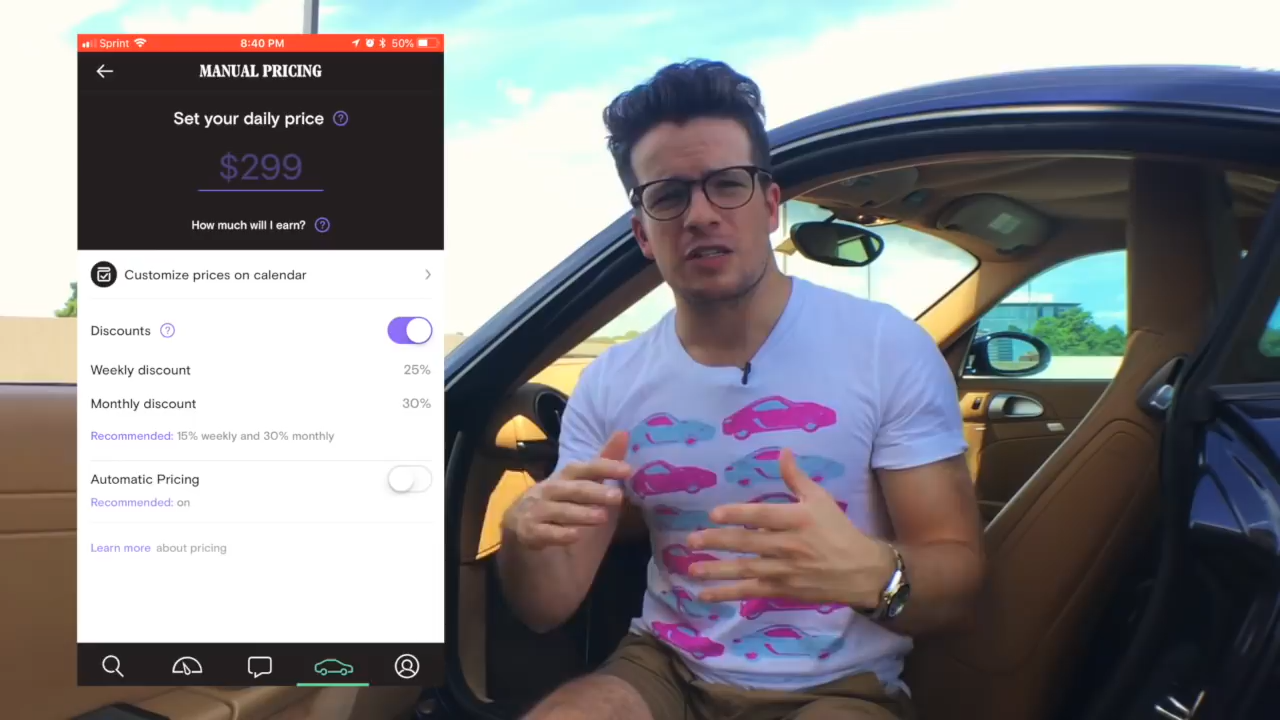 Sprint 8:40 PM 50%
MANUAL PRICING
Set your daily price ?
$299
How much will I earn? ?
Customize prices on calendar
Discounts ?
Weekly discount 25%
Monthly discount 30%
Recommended: 15% weekly and 30% monthly
Automatic Pricing
Recommended: on
Learn more about pricing